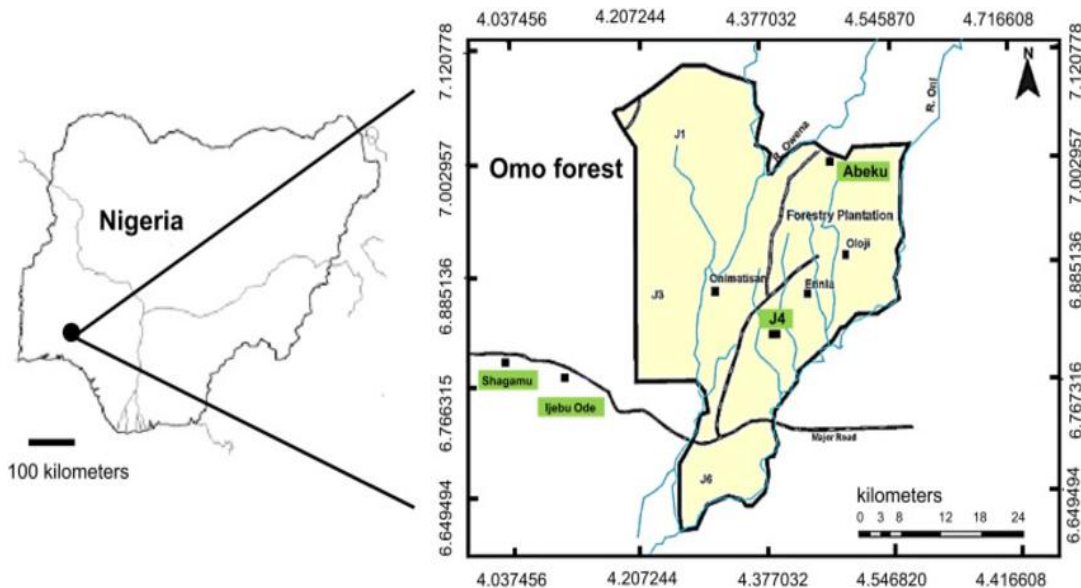 Nigeria
100 kilometers
4.037456 4.207244 4.377032 4.545870 4.716608
7.120778
7.002957
6.885136
6.766315
6.649494
7.120778
7.002957
6.885136
6.767316
6.649494
N
R. Oni
J1
R. Owena
Omo forest
Abeku
Forestry Plantation
Oloji
Onimatisan
Erinla
J3
J4
Shagamu
Ijebu Ode
Major Road
J6
kilometers
0 3 8 12 18 24
4.037456 4.207244 4.377032 4.546820 4.416608